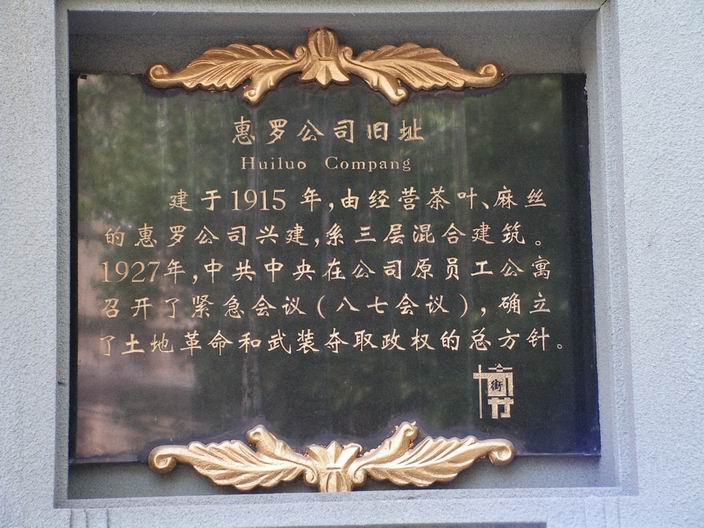 惠罗公司旧址
Huiluo Compang
建于1915年,由经营茶叶、麻丝
的惠罗公司兴建,系三层混合建筑。
1927年,中共中央在公司原员工公寓
召开了紧急会议(八七会议),确立
了土地革命和武装夺取政权的总方针。
街